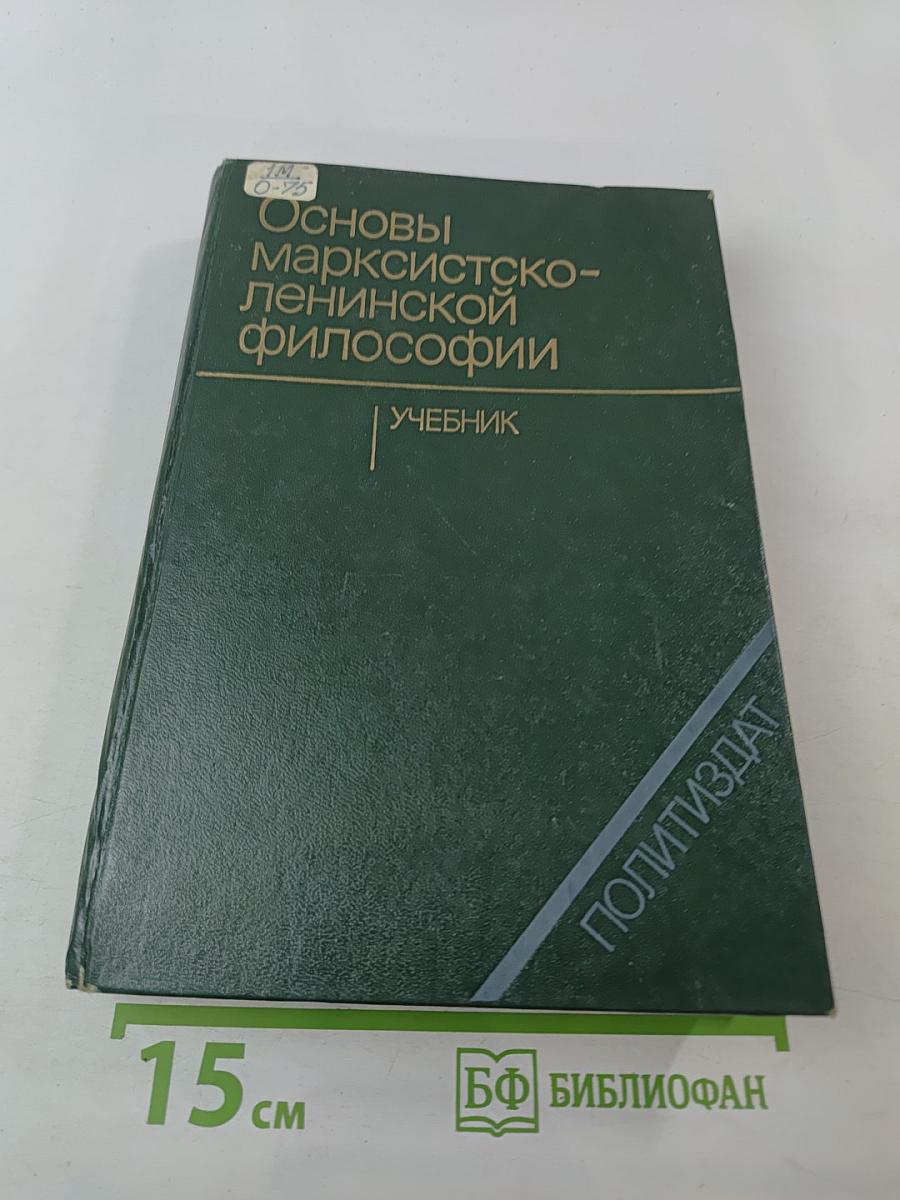 1М
О-75
Основы
марксистско-
ленинской
философии
УЧЕБНИК
ПОЛИТИЗДАТ
15 см
БФ БИБЛИОФАН